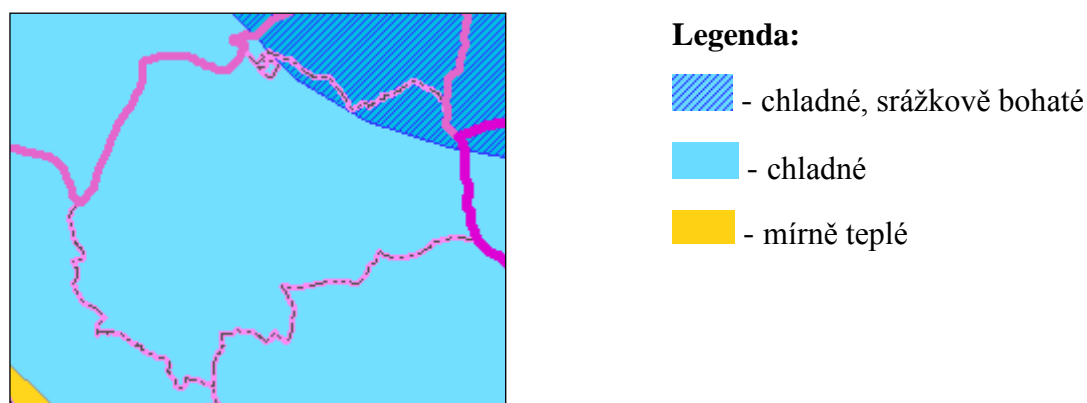 Legenda:
- chladné, srážkově bohaté
- chladné
- mírně teplé